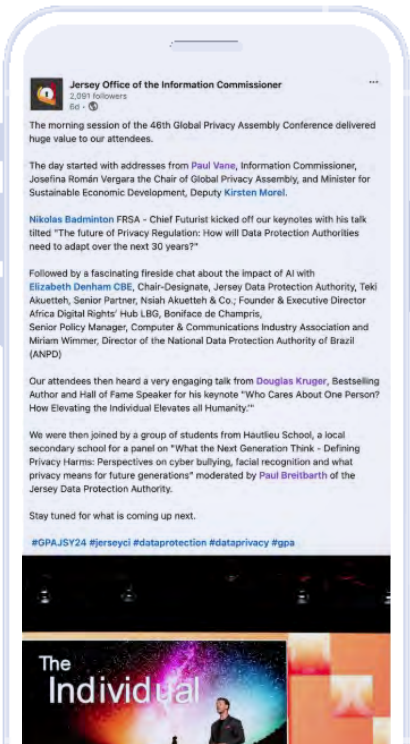 Jersey Office of the Information Commissioner
2,091 followers
6d •
The morning session of the 46th Global Privacy Assembly Conference delivered
huge value to our attendees.
The day started with addresses from Paul Vane, Information Commissioner,
Josefina Román Vergara the Chair of Global Privacy Assembly, and Minister for
Sustainable Economic Development, Deputy Kirsten Morel.
Nikolas Badminton FRSA - Chief Futurist kicked off our keynotes with his talk
tilted "The future of Privacy Regulation: How will Data Protection Authorities
need to adapt over the next 30 years?"
Followed by a fascinating fireside chat about the impact of AI with
Elizabeth Denham CBE, Chair-Designate, Jersey Data Protection Authority, Teki
Akuetteh, Senior Partner, Nsiah Akuetteh & Co.; Founder & Executive Director
Africa Digital Rights' Hub LBG, Boniface de Champris,
Senior Policy Manager, Computer & Communications Industry Association and
Miriam Wimmer, Director of the National Data Protection Authority of Brazil
(ANPD)
Our attendees then heard a very engaging talk from Douglas Kruger, Bestselling
Author and Hall of Fame Speaker for his keynote "Who Cares About One Person?
How Elevating the Individual Elevates all Humanity.'"
We were then joined by a group of students from Hautlieu School, a local
secondary school for a panel on "What the Next Generation Think - Defining
Privacy Harms: Perspectives on cyber bullying, facial recognition and what
privacy means for future generations" moderated by Paul Breitbarth of the
Jersey Data Protection Authority.
Stay tuned for what is coming up next.
#GPAJSY24 #jerseyci #dataprotection #dataprivacy #gpa
The
Individual